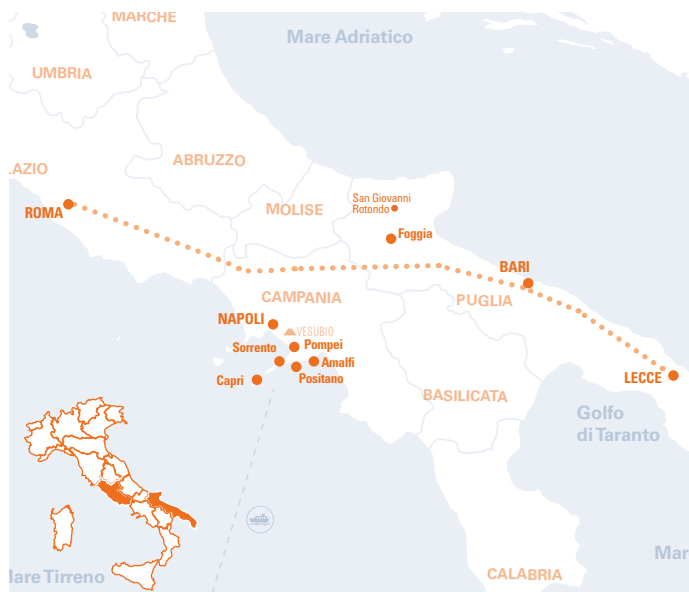 MARCHE
Mare Adriatico
UMBRIA
ABRUZZO
LAZIO
San Giovanni
Rotondo
ROMA
MOLISE
Foggia
BARI
CAMPANIA
PUGLIA
NAPOLI
VESUBIO
Pompei
Sorrento
Amalfi
Positano
Capri
LECCE
BASILICATA
Golfo
di Taranto
Mar
CALABRIA
Mare Tirreno